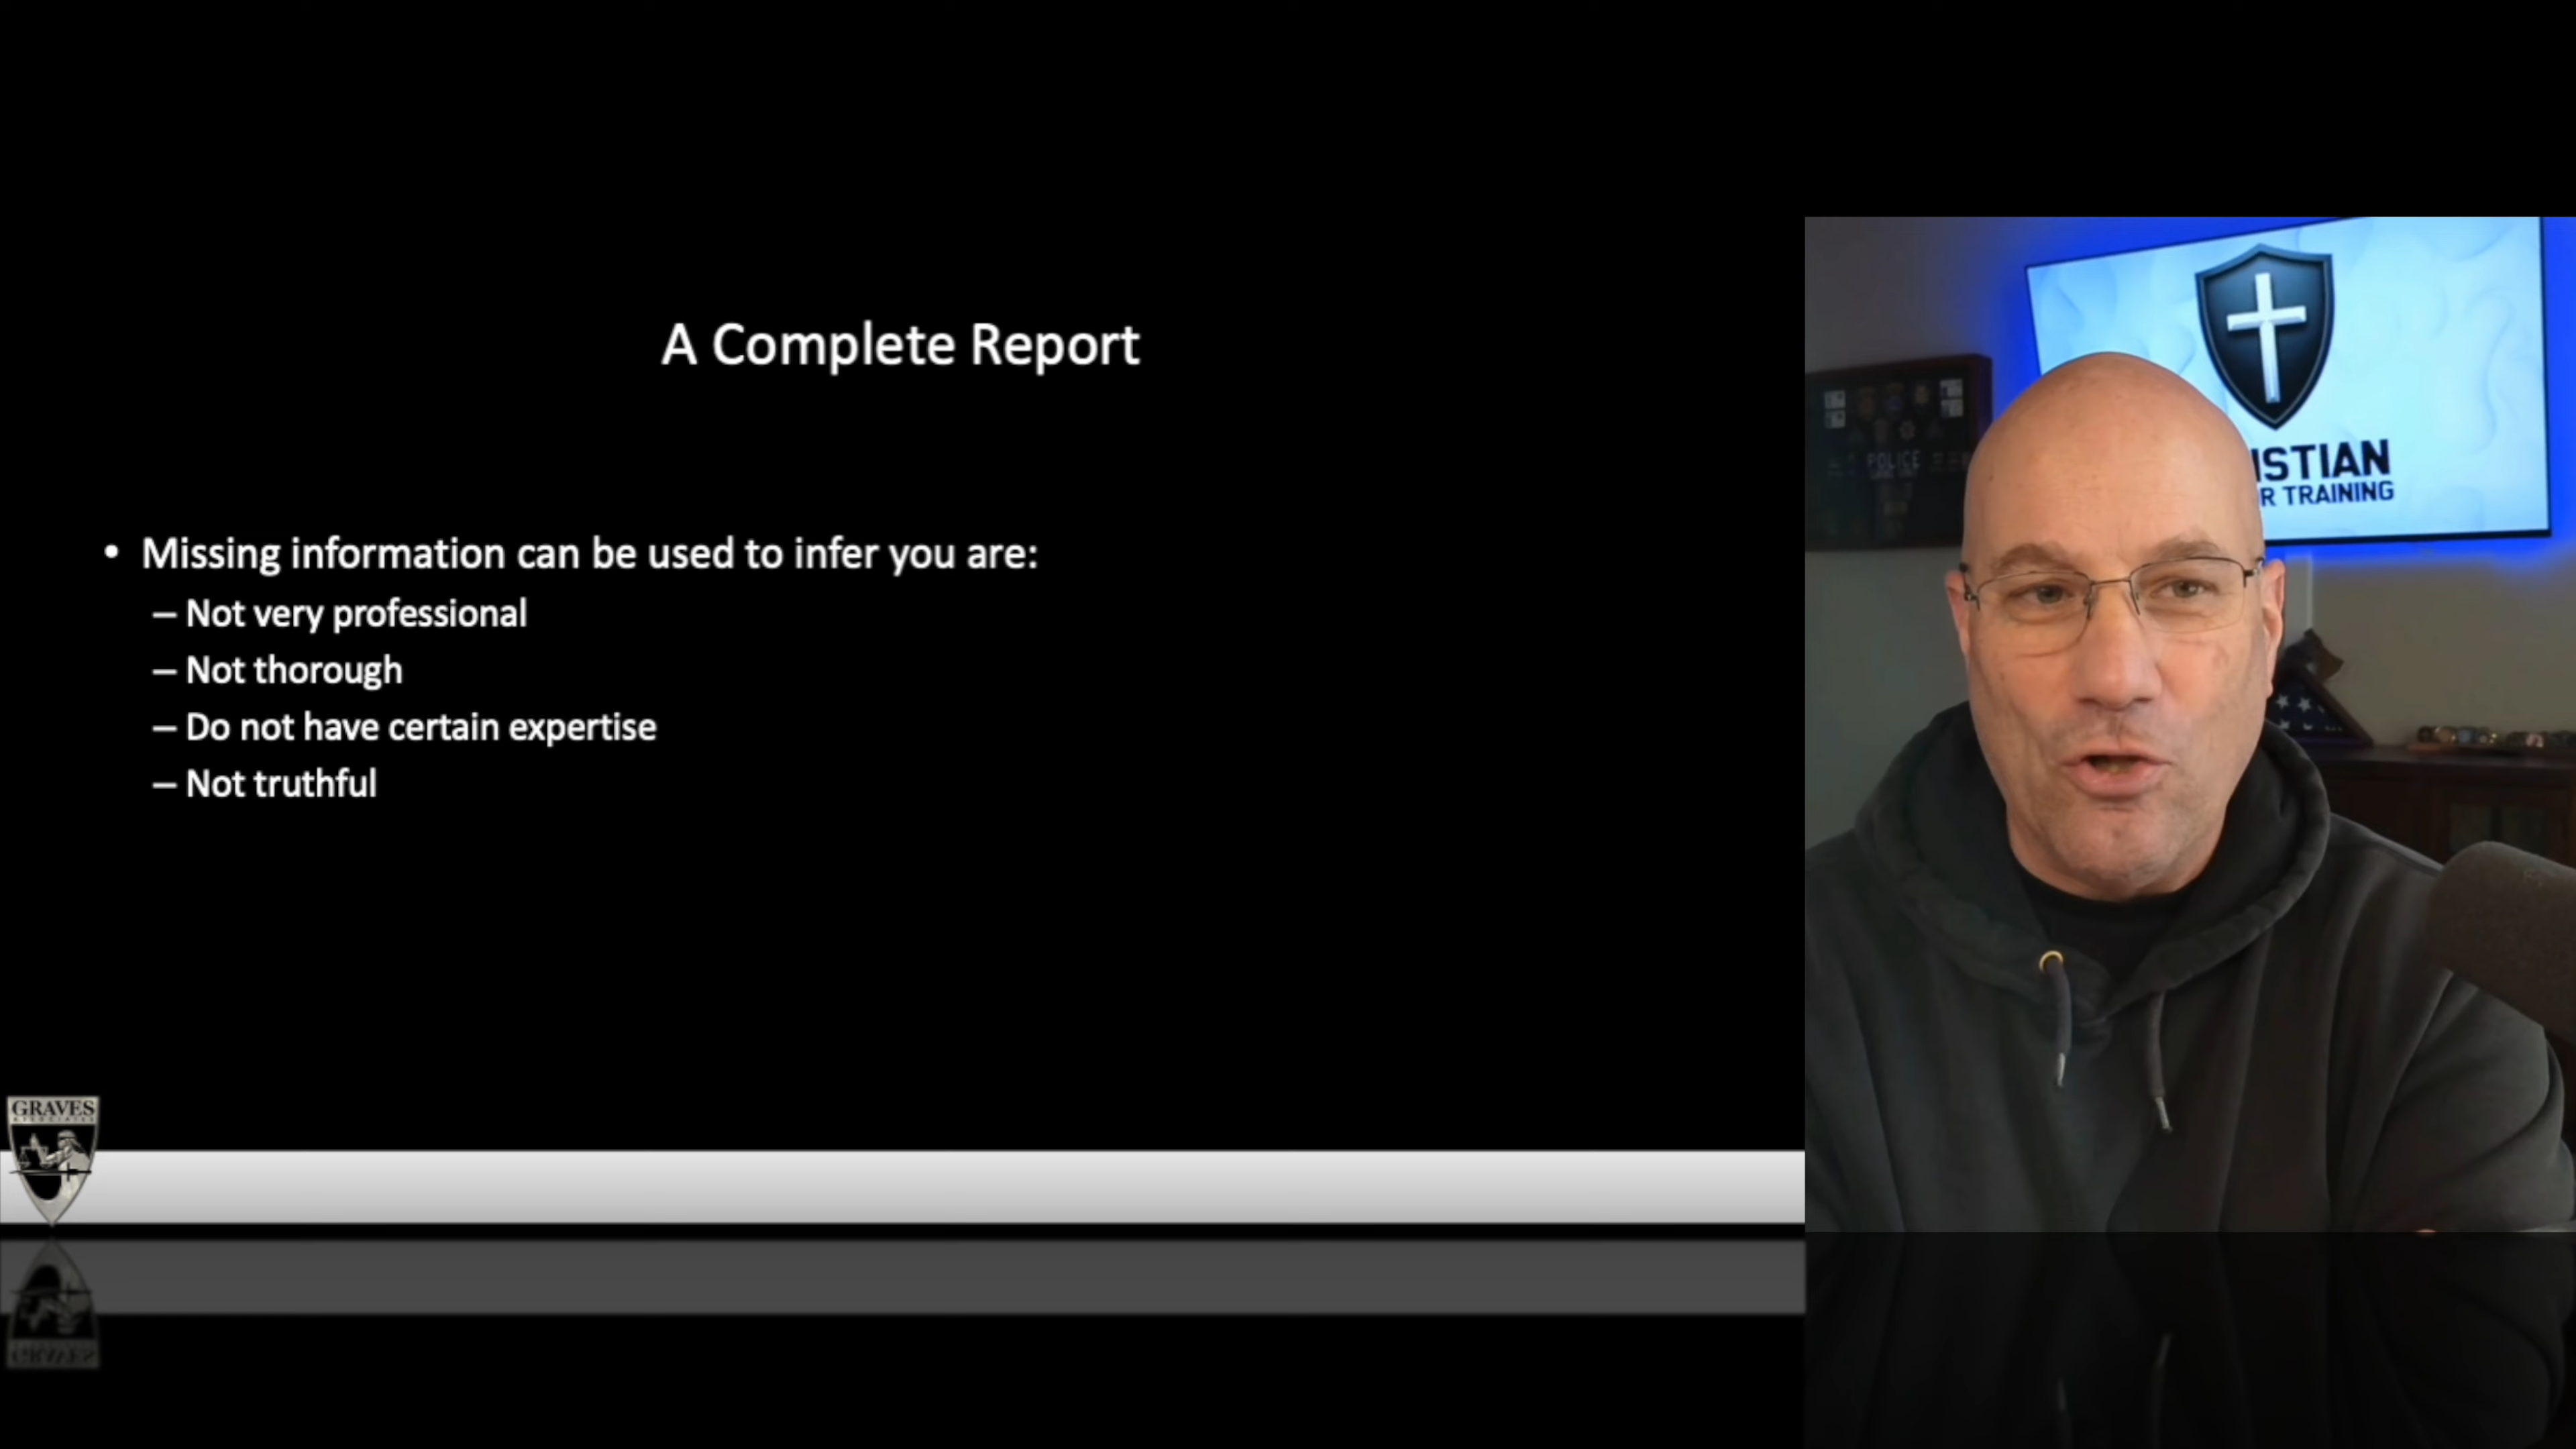 A Complete Report
• Missing information can be used to infer you are:
– Not very professional
– Not thorough
– Do not have certain expertise
– Not truthful
GRAVES
ASSOCIATES
POLICE
ISTIAN
R TRAINING